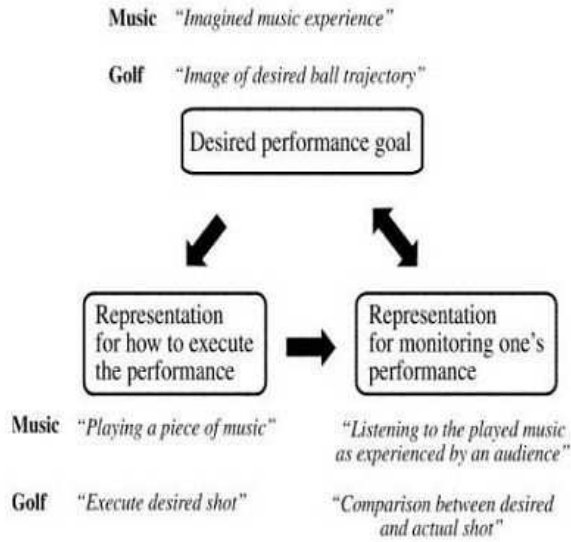 Music “Imagined music experience”
Golf “Image of desired ball trajectory”
Desired performance goal
Representation
for how to execute
the performance
Representation
for monitoring one’s
performance
Music “Playing a piece of music”
“Listening to the played music
as experienced by an audience”
Golf “Execute desired shot”
“Comparison between desired
and actual shot”